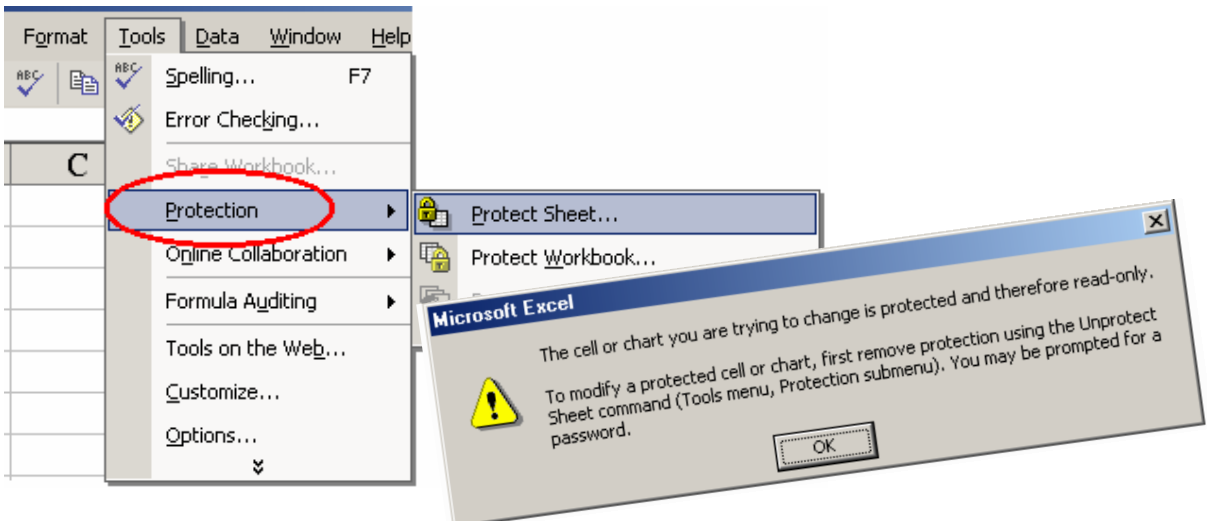 Format Tools Data Window Help
ABC ABC Spelling... F7
Error Checking...
C
Share Workbook...
Protection
Protect Sheet...
Online Collaboration
Protect Workbook...
Formula Auditing
Tools on the Web...
Customize...
Options...
Microsoft Excel
The cell or chart you are trying to change is protected and therefore read-only.
To modify a protected cell or chart, first remove protection using the Unprotect
Sheet command (Tools menu, Protection submenu). You may be prompted for a
password.
OK